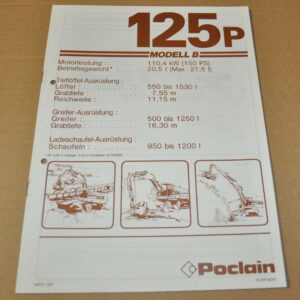 125P
MODELL B
Motorleistung : 110,4 kW (150 PS)
Betriebsgewicht* : 20,5 t (Max : 21,5 t)
Tieflöffel-Ausrüstung :
Löffel : 550 bis 1530 l
Grabtiefe : 7,55 m
Reichweite : 11,15 m
Greifer-Ausrüstung :
Greifer : 500 bis 1250 l
Grabtiefe : 16,30 m
Ladeschaufel-Ausrüstung :
Schaufeln : 950 bis 1200 l
Poclain